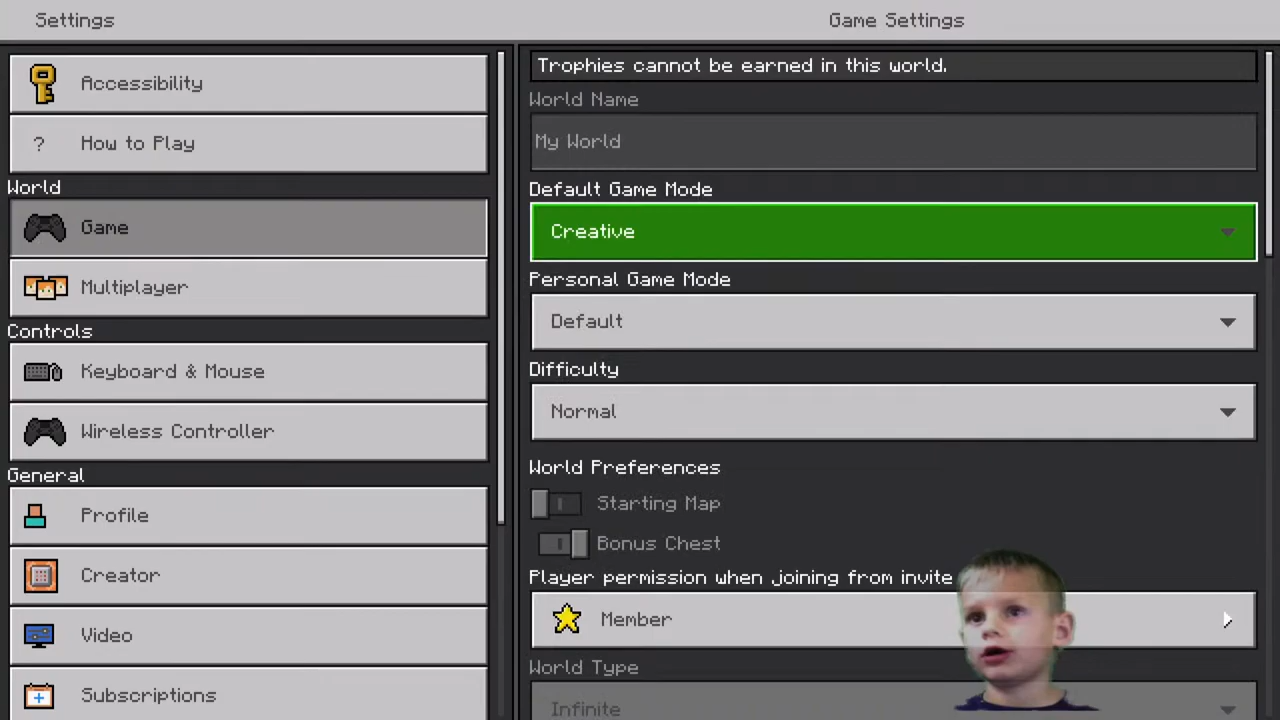 Settings
Game Settings
Accessibility
? How to Play
World
Game
Multiplayer
Controls
Keyboard & Mouse
Wireless Controller
General
Profile
Creator
Video
Subscriptions
Trophies cannot be earned in this world.
World Name
My World
Default Game Mode
Creative
Personal Game Mode
Default
Difficulty
Normal
World Preferences
Starting Map
Bonus Chest
Player permission when joining from invite
Member
World Type
Infinite